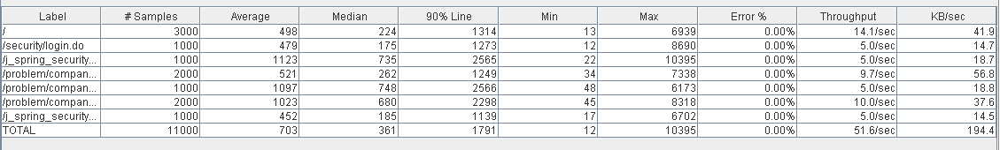 Label # Samples Average Median 90% Line Min Max Error % Throughput KB/sec
/ 3000 498 224 1314 13 6939 0.00% 14.1/sec 41.9
/security/login.do 1000 479 175 1273 12 8690 0.00% 5.0/sec 14.7
/j_spring_security... 1000 1123 735 2565 22 10395 0.00% 5.0/sec 18.7
/problem/compan... 2000 521 262 1249 34 7338 0.00% 9.7/sec 56.8
/problem/compan... 1000 1097 748 2566 48 6173 0.00% 5.0/sec 18.8
/problem/compan... 2000 1023 680 2298 45 8318 0.00% 10.0/sec 37.6
/j_spring_security... 1000 452 185 1139 17 6702 0.00% 5.0/sec 14.5
TOTAL 11000 703 361 1791 12 10395 0.00% 51.6/sec 194.4